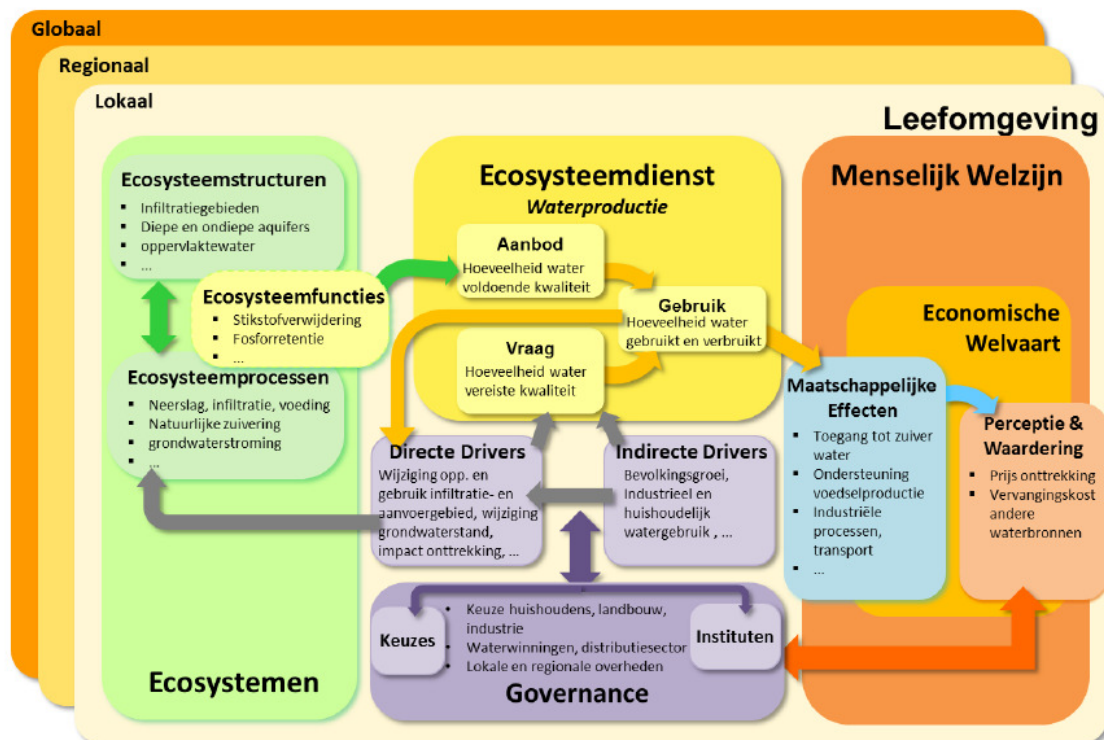 Globaal
Regionaal
Lokaal
Leefomgeving
Ecosysteemstructuren
▪ Infiltratiegebieden
▪ Diepe en ondiepe aquifers
▪ oppervlaktewater
▪ ...
Ecosysteemfuncties
▪ Stikstofverwijdering
▪ Fosforretentie
▪ ...
Ecosysteemprocessen
▪ Neerslag, infiltratie, voeding
▪ Natuurlijke zuivering
▪ grondwaterstroming
▪ ...
Ecosystemen
Ecosysteemdienst
Waterproductie
Aanbod
Hoeveelheid water
voldoende kwaliteit
Gebruik
Hoeveelheid water
gebruikt en verbruikt
Vraag
Hoeveelheid water
vereiste kwaliteit
Directe Drivers
Wijziging opp. en
gebruik infiltratie- en
aanvoergebied, wijziging
grondwaterstand,
impact onttrekking, ...
Indirecte Drivers
Bevolkingsgroei,
Industrieel en
huishoudelijk
watergebruik , ...
Keuzes
• Keuze huishoudens, landbouw,
industrie
• Waterwinningen, distributiesector
• Lokale en regionale overheden
Instituten
Governance
Menselijk Welzijn
Economische
Welvaart
Maatschappelijke
Effecten
▪ Toegang tot zuiver
water
▪ Ondersteuning
voedselproductie
▪ Industriële
processen,
transport
▪ ...
Perceptie &
Waardering
▪ Prijs onttrekking
▪ Vervangingskost
andere
waterbronnen